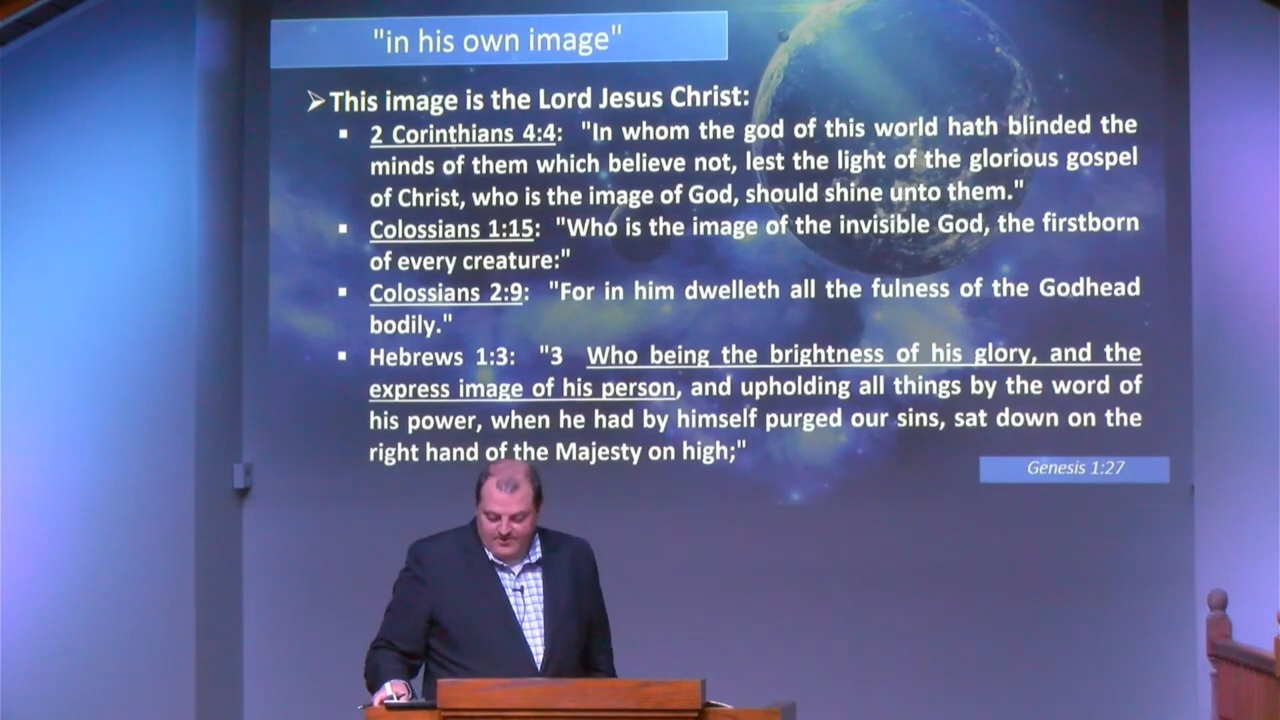 "in his own image"
➢This image is the Lord Jesus Christ:
▪ 2 Corinthians 4:4: "In whom the god of this world hath blinded the
minds of them which believe not, lest the light of the glorious gospel
of Christ, who is the image of God, should shine unto them."
▪ Colossians 1:15: "Who is the image of the invisible God, the firstborn
of every creature:"
▪ Colossians 2:9: "For in him dwelleth all the fulness of the Godhead
bodily."
▪ Hebrews 1:3: "3 Who being the brightness of his glory, and the
express image of his person, and upholding all things by the word of
his power, when he had by himself purged our sins, sat down on the
right hand of the Majesty on high;"
Genesis 1:27